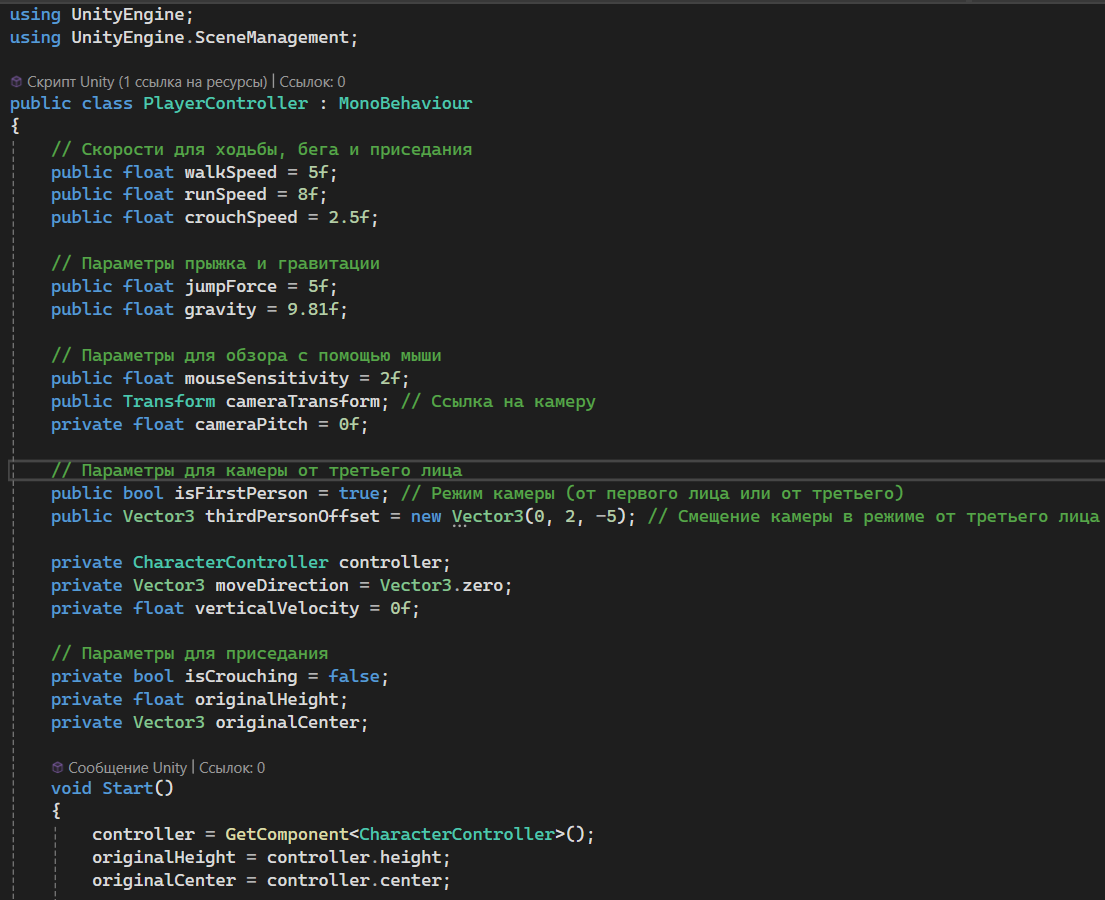 using UnityEngine;
using UnityEngine.SceneManagement;
Скрипт Unity (1 ссылка на ресурсы) | Ссылок: 0
public class PlayerController : MonoBehaviour
{
// Скорости для ходьбы, бега и приседания
public float walkSpeed = 5f;
public float runSpeed = 8f;
public float crouchSpeed = 2.5f;
// Параметры прыжка и гравитации
public float jumpForce = 5f;
public float gravity = 9.81f;
// Параметры для обзора с помощью мыши
public float mouseSensitivity = 2f;
public Transform cameraTransform; // Ссылка на камеру
private float cameraPitch = 0f;
// Параметры для камеры от третьего лица
public bool isFirstPerson = true; // Режим камеры (от первого лица или от третьего)
public Vector3 thirdPersonOffset = new Vector3(0, 2, -5); // Смещение камеры в режиме от третьего лица
private CharacterController controller;
private Vector3 moveDirection = Vector3.zero;
private float verticalVelocity = 0f;
// Параметры для приседания
private bool isCrouching = false;
private float originalHeight;
private Vector3 originalCenter;
Сообщение Unity | Ссылок: 0
void Start()
{
controller = GetComponent<CharacterController>();
originalHeight = controller.height;
originalCenter = controller.center;